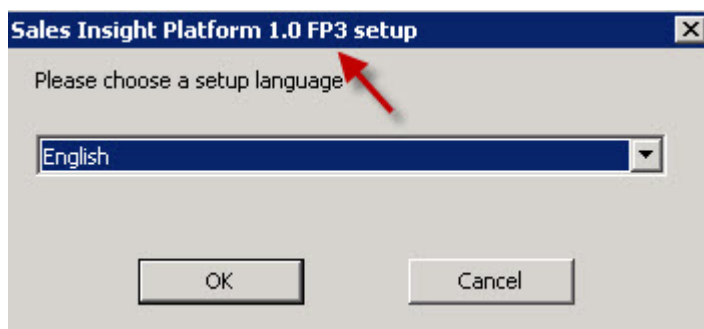 Sales Insight Platform 1.0 FP3 setup
Please choose a setup language
English
OK
Cancel